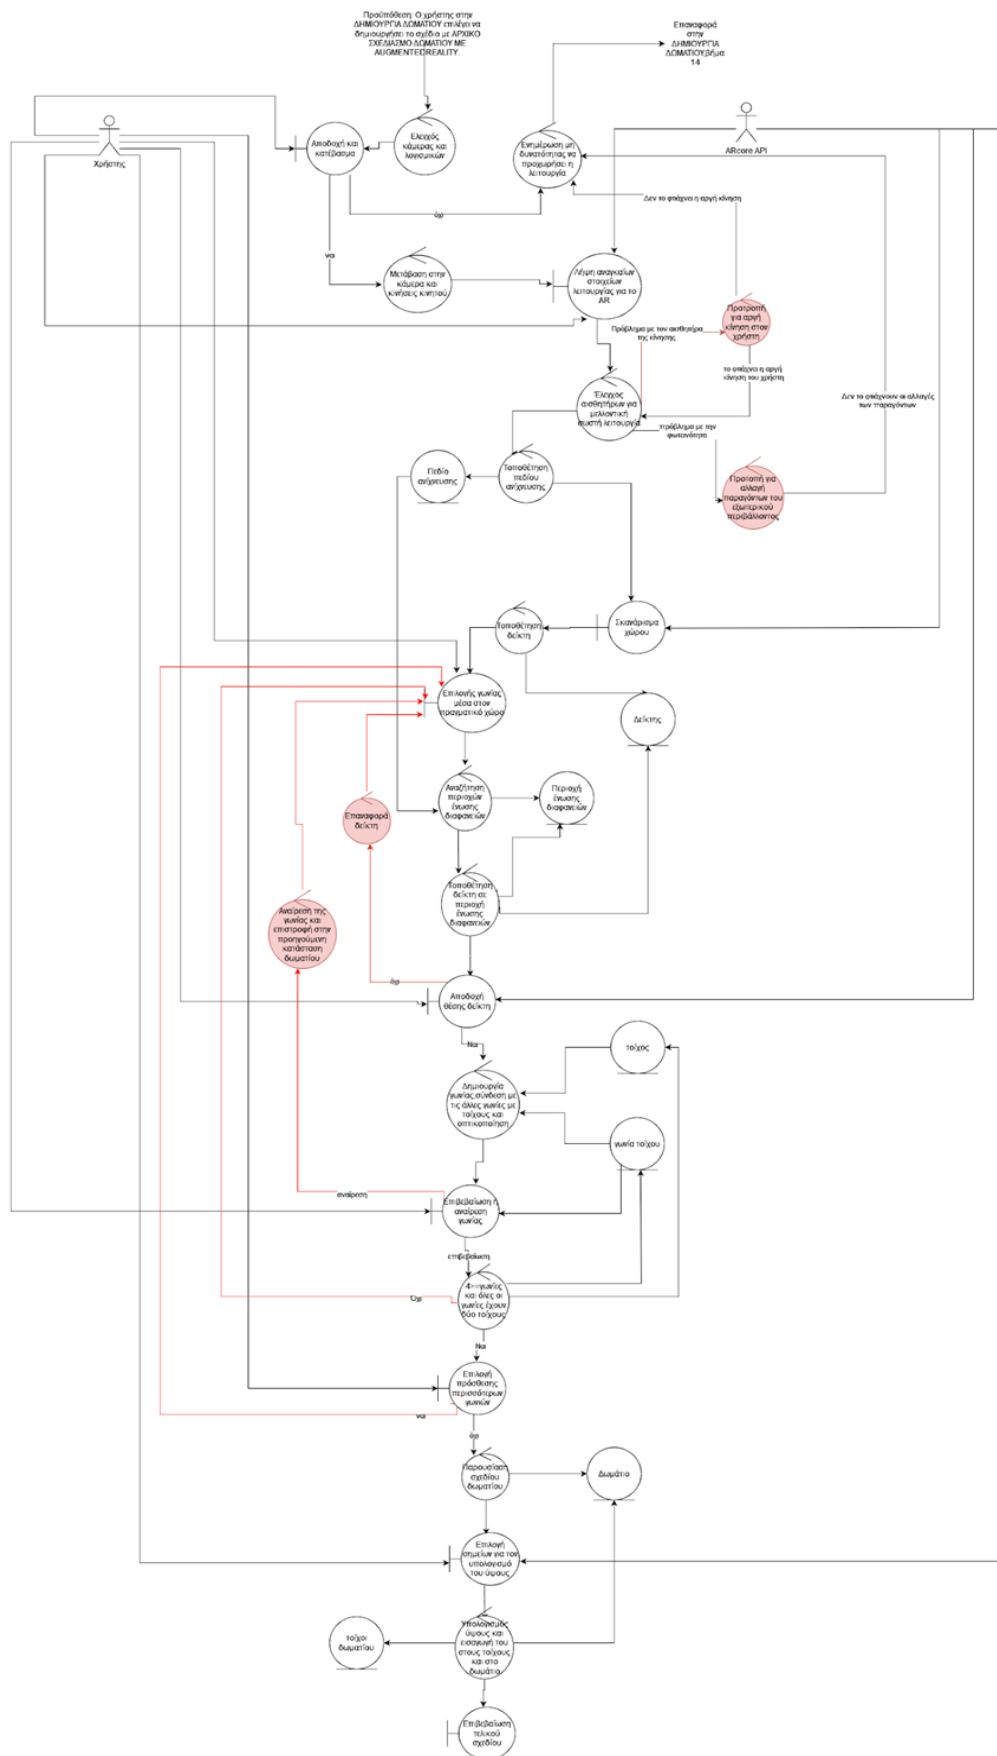 Προϋπόθεση: Ο χρήστης στην
ΔΗΜΙΟΥΡΓΙΑ ΔΩΜΑΤΙΟΥ επιλέγει να
δημιουργήσει το σχέδιο με ΑΡΧΙΚΟ
ΣΧΕΔΙΑΣΜΟ ΔΩΜΑΤΙΟΥ ΜΕ
AUGMENTED REALITY.
Επαναφορά
στην
ΔΗΜΙΟΥΡΓΙΑ
ΔΩΜΑΤΙΟΥ,βήμα
14
Χρήστης
Αποδοχή και
κατέβασμα
Ελεγχός
κάμερας και
λογισμικών
Ενημέρωση μη
δυνατότητας να
προχωρήσει η
λειτουργία
ARcore API
Δεν το φτιάχνει η αργή κίνηση
όχι
ναι
Μετάβαση στην
κάμερα και
κινήσεις κινητού
Λήψη αναγκαίων
στοιχείων
λειτουργίας για το
AR
Προτροπή
για αργή
κίνηση στον
χρήστη
Πρόβλημα με τον αισθητήρα
της κίνησης
το φτιάχνει η αργή
κίνηση του χρήστη
Έλεγχος
αισθητήρων για
μελλοντική
σωστή λειτουργία
Δεν το φτιάχνουν οι αλλαγές
των παραγόντων
πρόβλημα με την
φωτεινότητα
Πεδίο
ανίχνευσης
Τοποθέτηση
πεδίου
ανίχνευσης
Προτοπή για
αλλαγή
παραγόντων του
εξωτερικού
περιβάλλοντος
Τοποθέτηση
δείκτη
Σκανάρισμα
χώρου
Επιλογής γωνίας
μέσα στον
πραγματικό χώρο
Δείκτης
Αναζήτηση
περιοχών
ένωσης
διαφανειών
Περιοχή
ένωσης
διαφανειών
Επαναφορά
δείκτη
Τοποθέτηση
δείκτη σε
περιοχή
ένωσης
διαφανειών
Αναίρεση της
γωνίας και
επιστροφή στην
προηγούμενη
κατάσταση
δωματίου
όχι
Αποδοχή
θέσης δείκτη
Ναι
τοίχος
Δημιουργία
γωνίας,σύνδεση με
τις άλλες γωνίες με
τοίχους και
οπτικοποίηση
γωνία τοίχου
αναίρεση
Επιβεβαίωση ή
αναίρεση
γωνίας
επιβεβαίωση
Όχι
4>=γωνίες
και όλες οι
γωνίες έχουν
δύο τοίχους
Ναι
Επιλογή
πρόσθεσης
περισσότερων
γωνιών
ναι
όχι
Παρουσίαση
σχεδίου
δωματίου
Δωμάτιο
Επιλογή
σημείων για τον
υπολογισμό
του ύψους
τοίχοι
δωματίου
Υπολογισμός
ύψους και
εισαγωγή του
στους τοίχους
και στο
δωμάτιο
Επιβεβαίωση
τελικού
σχεδίου